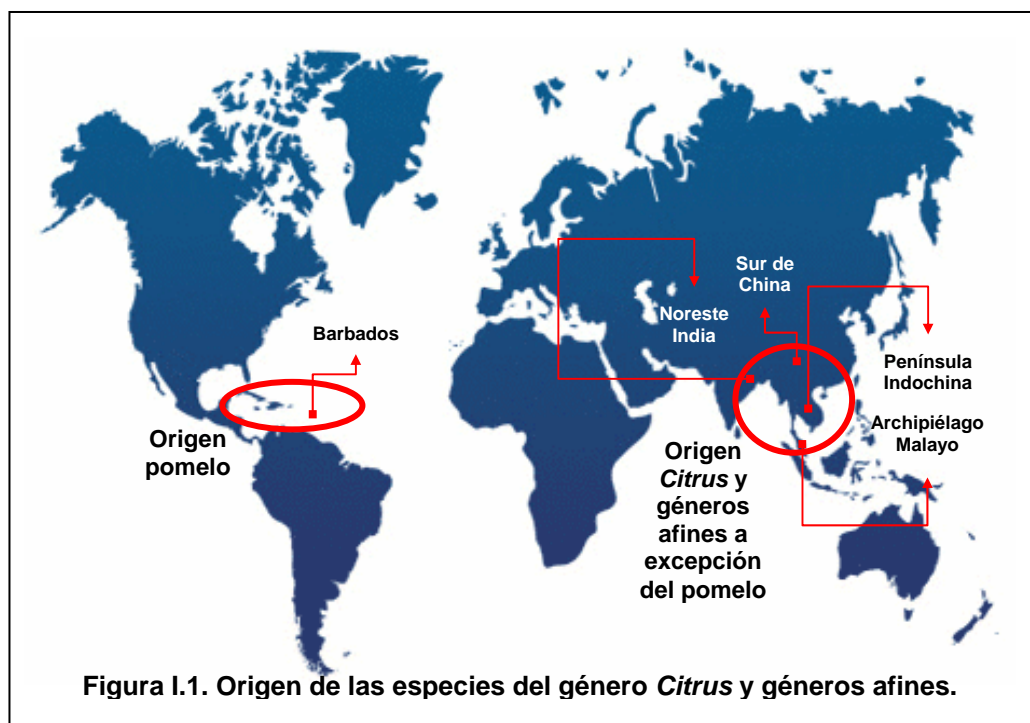 Sur de
China
Noreste
India
Barbados
Península
Indochina
Archipiélago
Malayo
Origen
pomelo
Origen
Citrus y
géneros
afines a
excepción
del pomelo
Figura I.1. Origen de las especies del género Citrus y géneros afines.